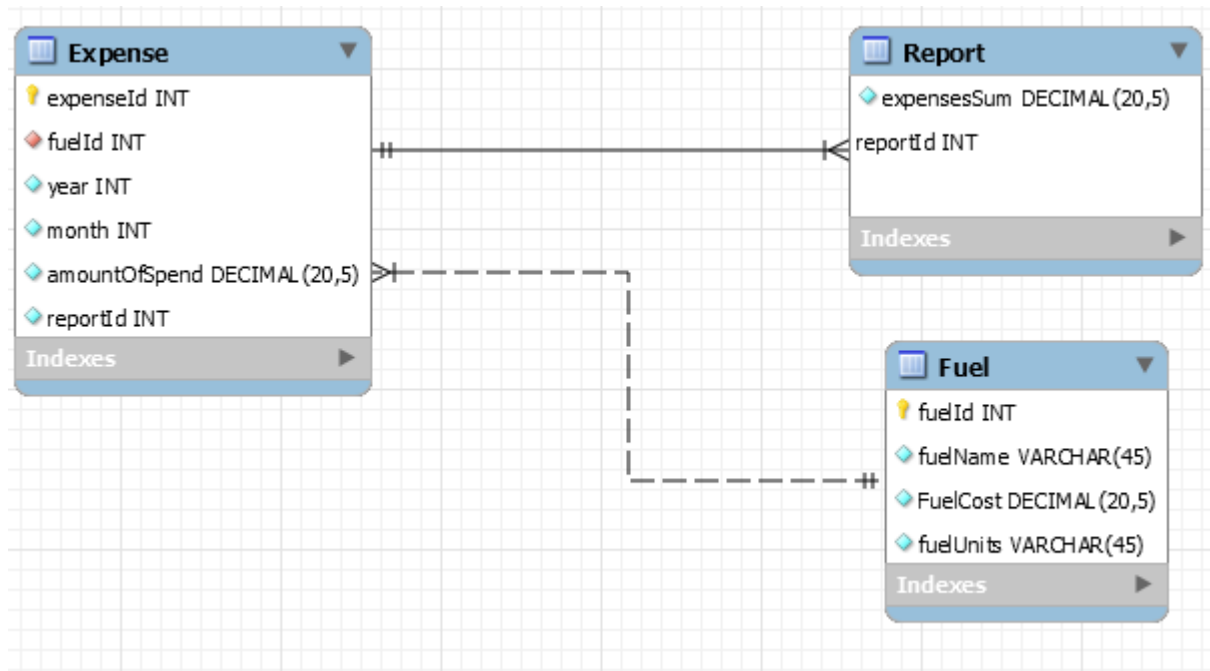 Expense
expenseId INT
fuelId INT
year INT
month INT
amountOfSpend DECIMAL(20,5)
reportId INT
Indexes
Report
expensesSum DECIMAL(20,5)
reportId INT
Indexes
Fuel
fuelId INT
fuelName VARCHAR(45)
FuelCost DECIMAL(20,5)
fuelUnits VARCHAR(45)
Indexes